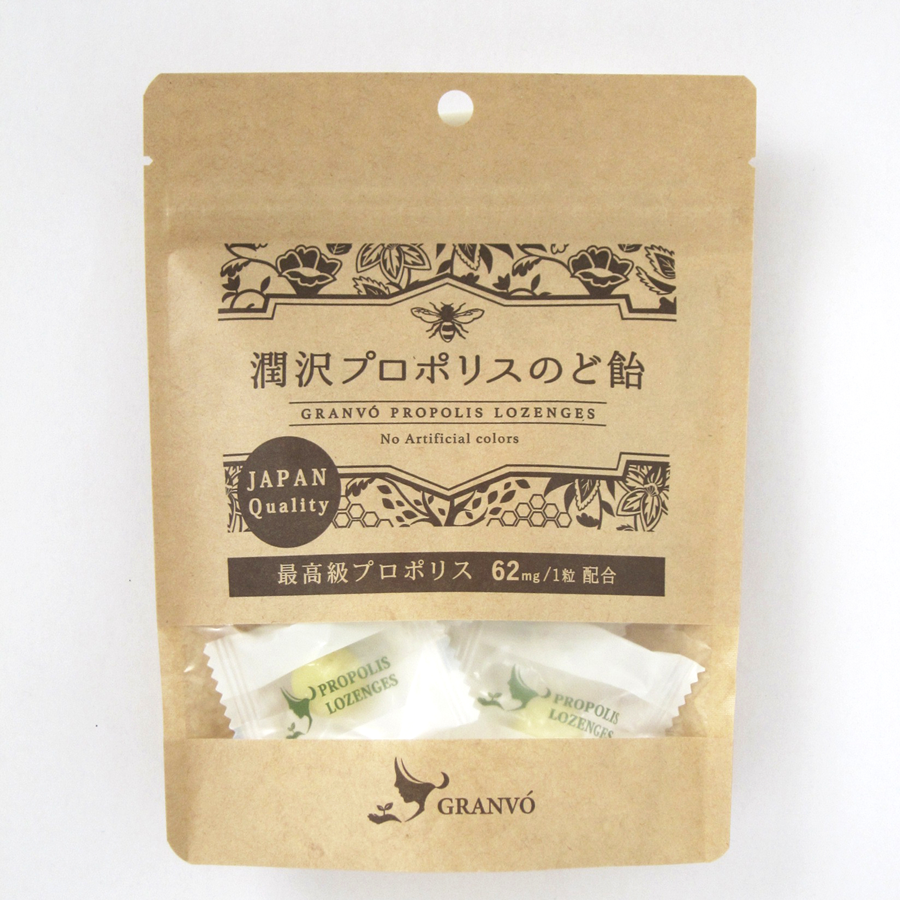 潤沢プロポリスのど飴
GRANVÓ PROPOLIS LOZENGES
No Artificial colors
JAPAN
Quality
最高級プロポリス 62mg/1粒 配合
PROPOLIS
LOZENGES
PROPOLIS
LOZENGES
GRANVÓ